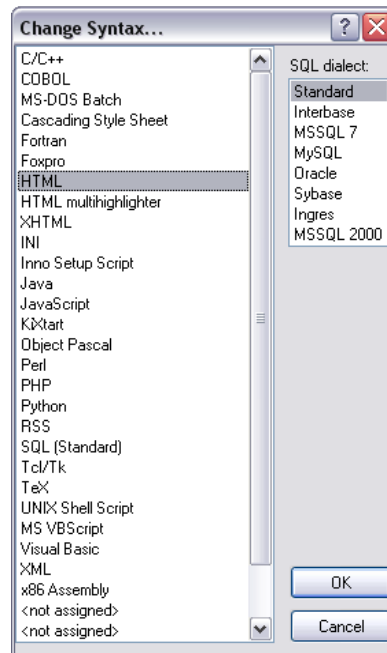 Change Syntax...
C/C++
COBOL
MS-DOS Batch
Cascading Style Sheet
Fortran
Foxpro
HTML
HTML multihighlighter
XHTML
INI
Inno Setup Script
Java
JavaScript
KiXtart
Object Pascal
Perl
PHP
Python
RSS
SQL (Standard)
Tcl/Tk
TeX
UNIX Shell Script
MS VBScript
Visual Basic
XML
x86 Assembly
<not assigned>
<not assigned>
SQL dialect:
Standard
Interbase
MSSQL 7
MySQL
Oracle
Sybase
Ingres
MSSQL 2000
OK
Cancel